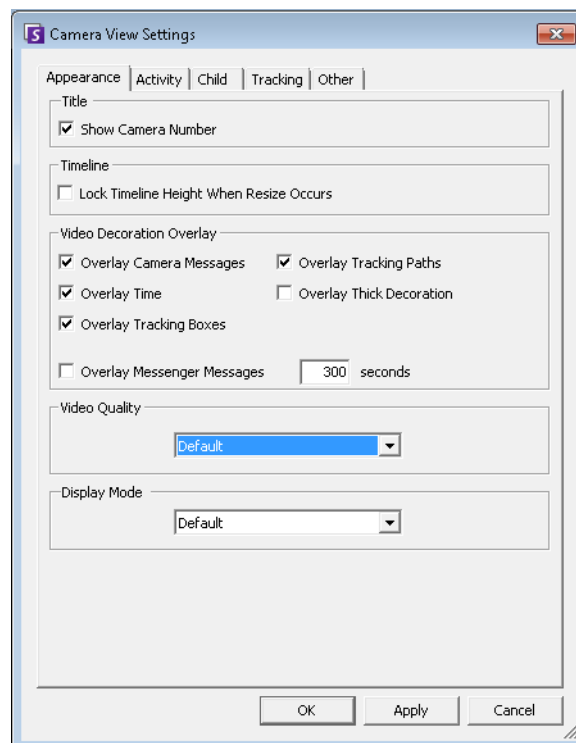 S Camera View Settings
Appearance Activity Child Tracking Other
Title
Show Camera Number
Timeline
Lock Timeline Height When Resize Occurs
Video Decoration Overlay
Overlay Camera Messages Overlay Tracking Paths
Overlay Time Overlay Thick Decoration
Overlay Tracking Boxes
Overlay Messenger Messages 300 seconds
Video Quality
Default
Display Mode
Default
OK Apply Cancel